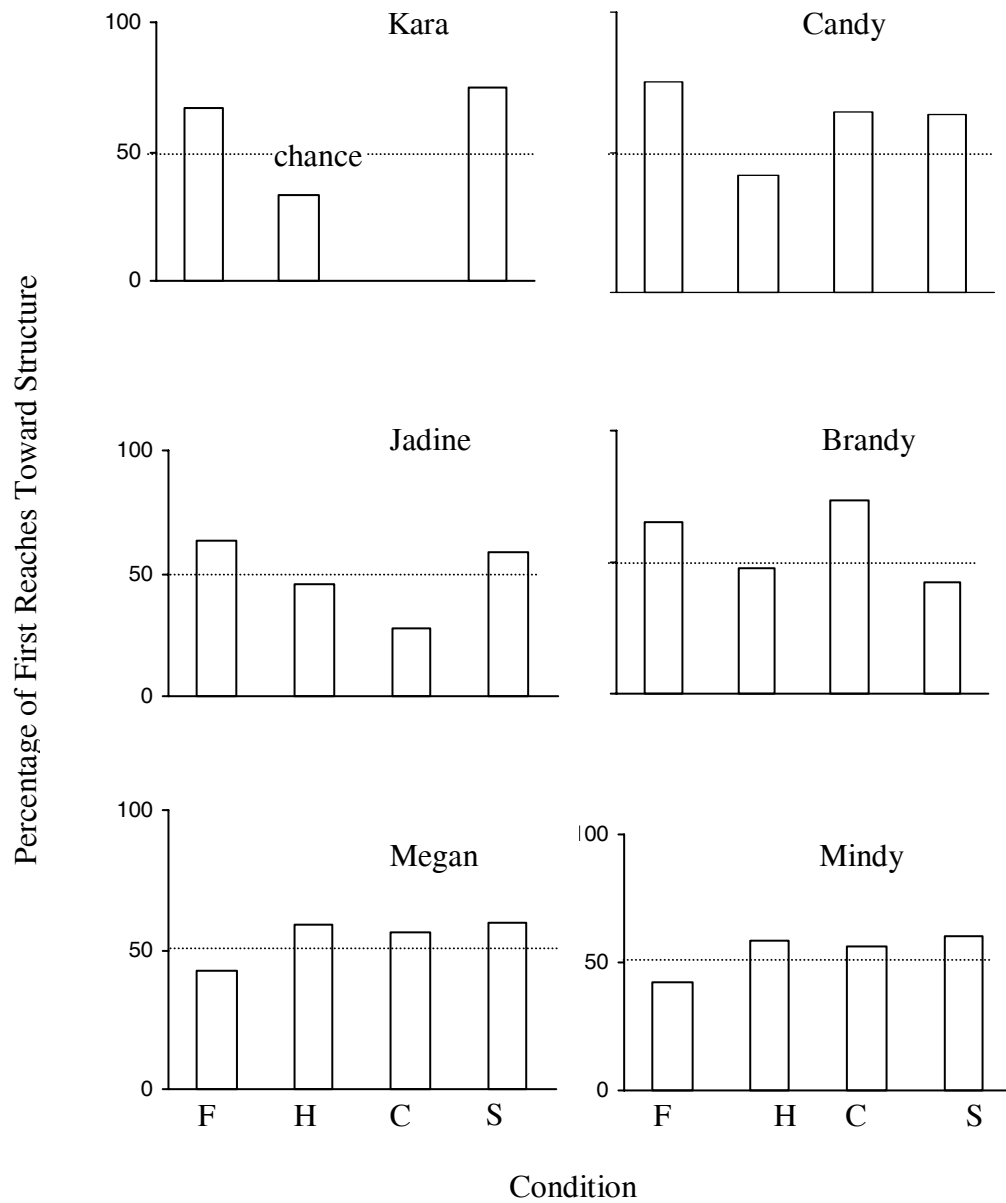 100
Kara
Candy
chance
50
0
Percentage of First Reaches Toward Structure
100
Jadine
Brandy
50
0
100
Megan
50
0
F H C S
100
Mindy
50
0
F H C S
Condition